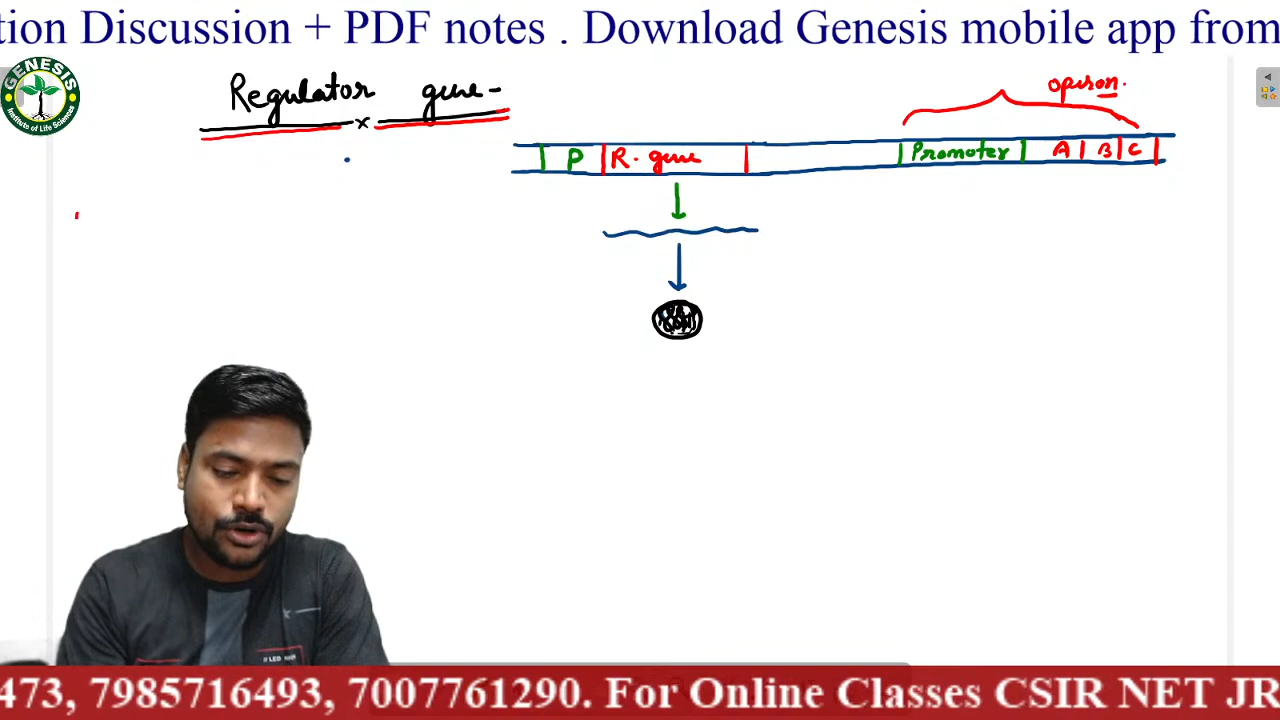 tion Discussion + PDF notes . Download Genesis mobile app from
GENESIS
Institute of Life Sciences
Regulator gene-
operon.
P R. gene Promoter A B C
473, 7985716493, 7007761290. For Online Classes CSIR NET JR